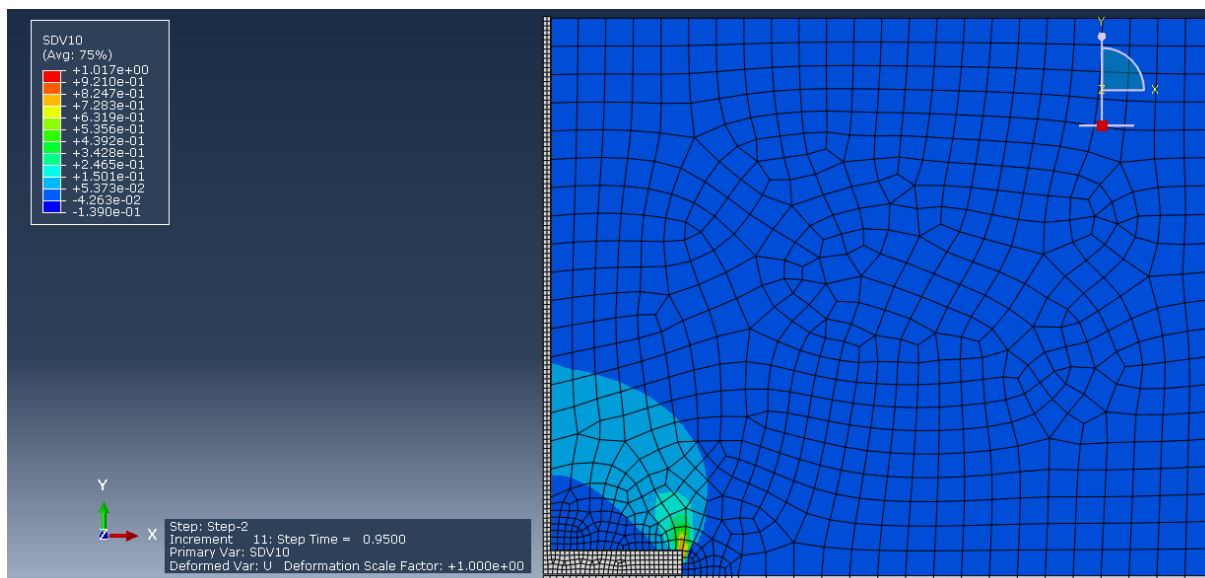 SDV10
(Avg: 75%)
+1.017e+00
+9.210e-01
+8.247e-01
+7.283e-01
+6.319e-01
+5.356e-01
+4.392e-01
+3.428e-01
+2.465e-01
+1.501e-01
+5.373e-02
-4.263e-02
-1.390e-01
Y
Z
X
Y
Z
X
Step: Step-2
Increment 11: Step Time = 0.9500
Primary Var: SDV10
Deformed Var: U Deformation Scale Factor: +1.000e+00